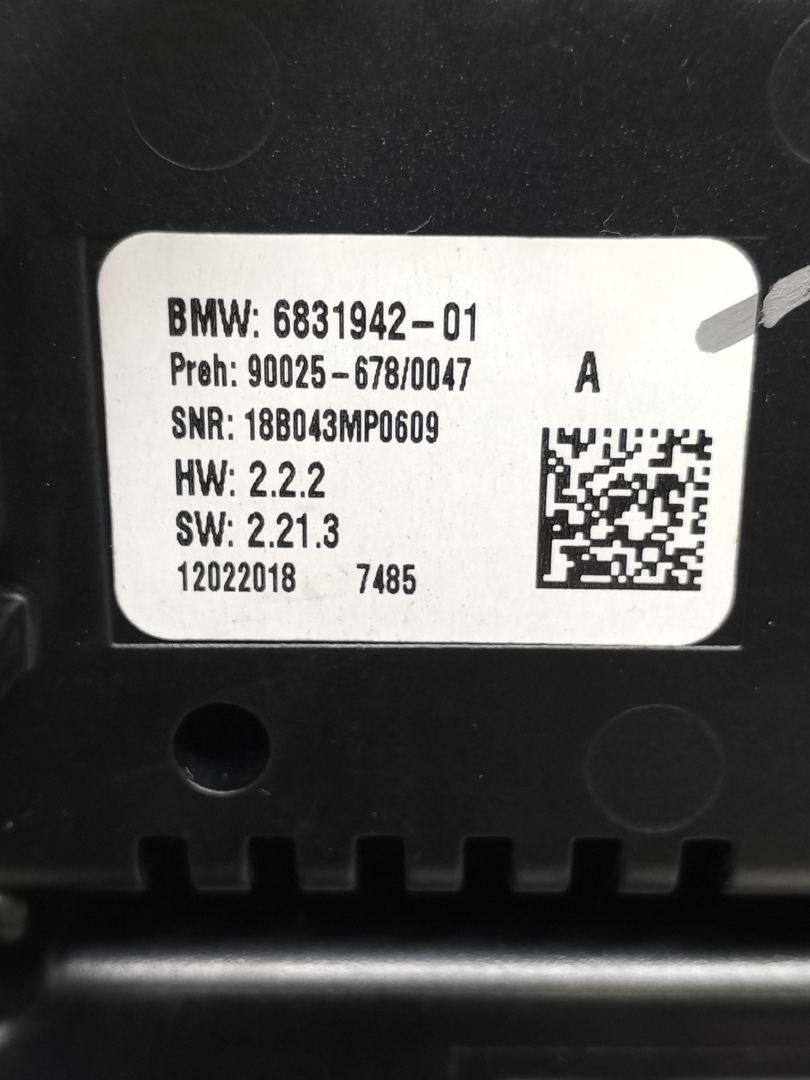 BMW: 6831942-01
Preh: 90025-678/0047
A
SNR: 18B043MP0609
HW: 2.2.2
SW: 2.21.3
12022018 7485